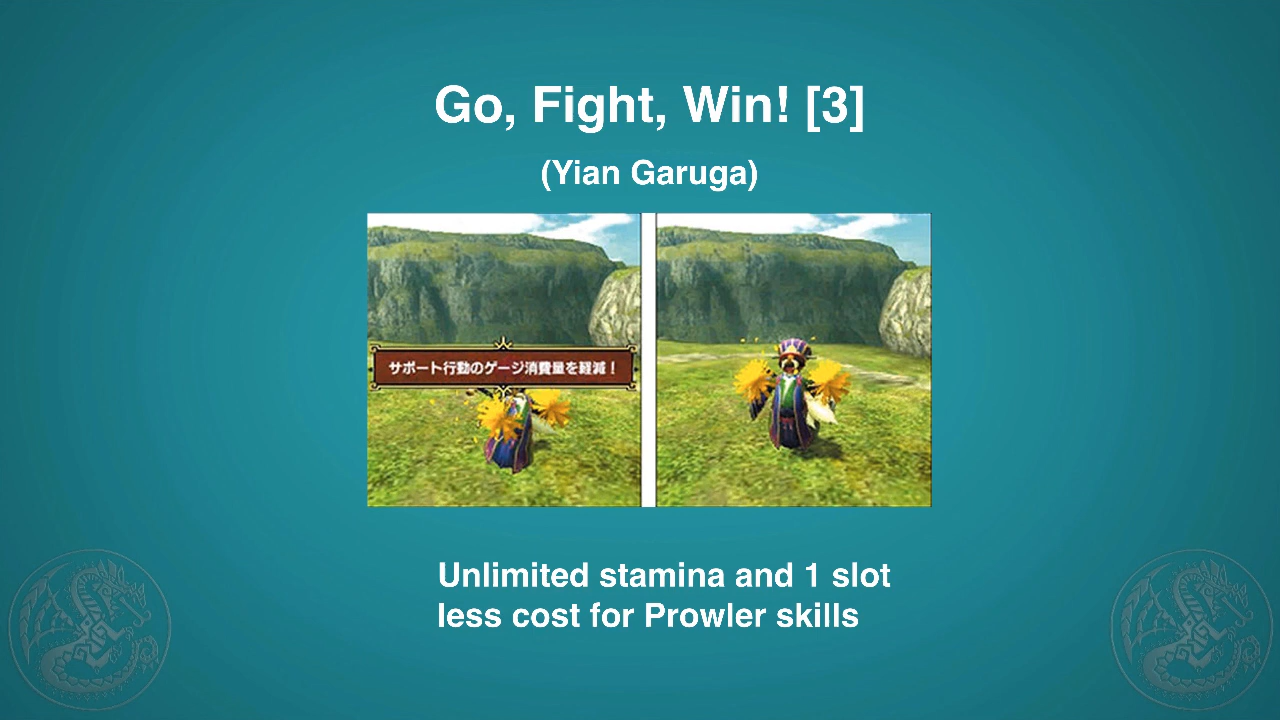 Go, Fight, Win! [3]
(Yian Garuga)
サポート行動のゲージ消費量を軽減！
Unlimited stamina and 1 slot
less cost for Prowler skills